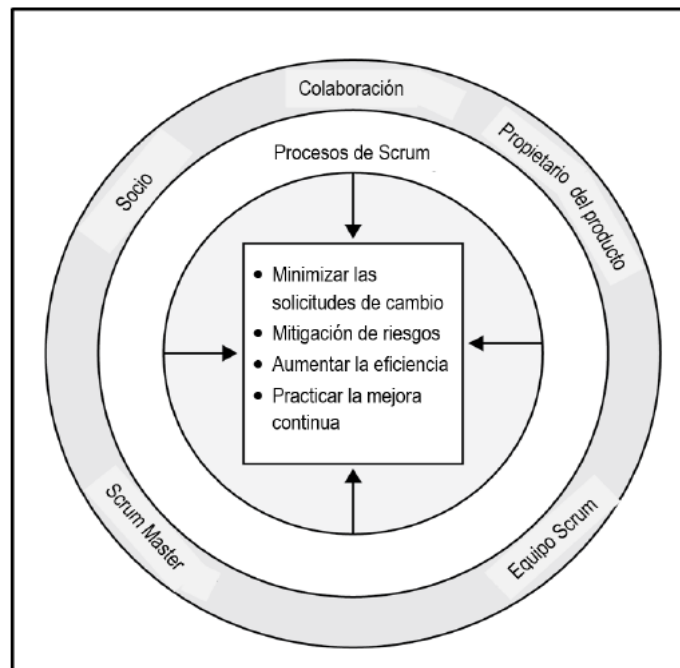 Colaboración
Propietario del producto
Socio
Procesos de Scrum
• Minimizar las
solicitudes de cambio
• Mitigación de riesgos
• Aumentar la eficiencia
• Practicar la mejora
continua
Scrum Master
Equipo Scrum